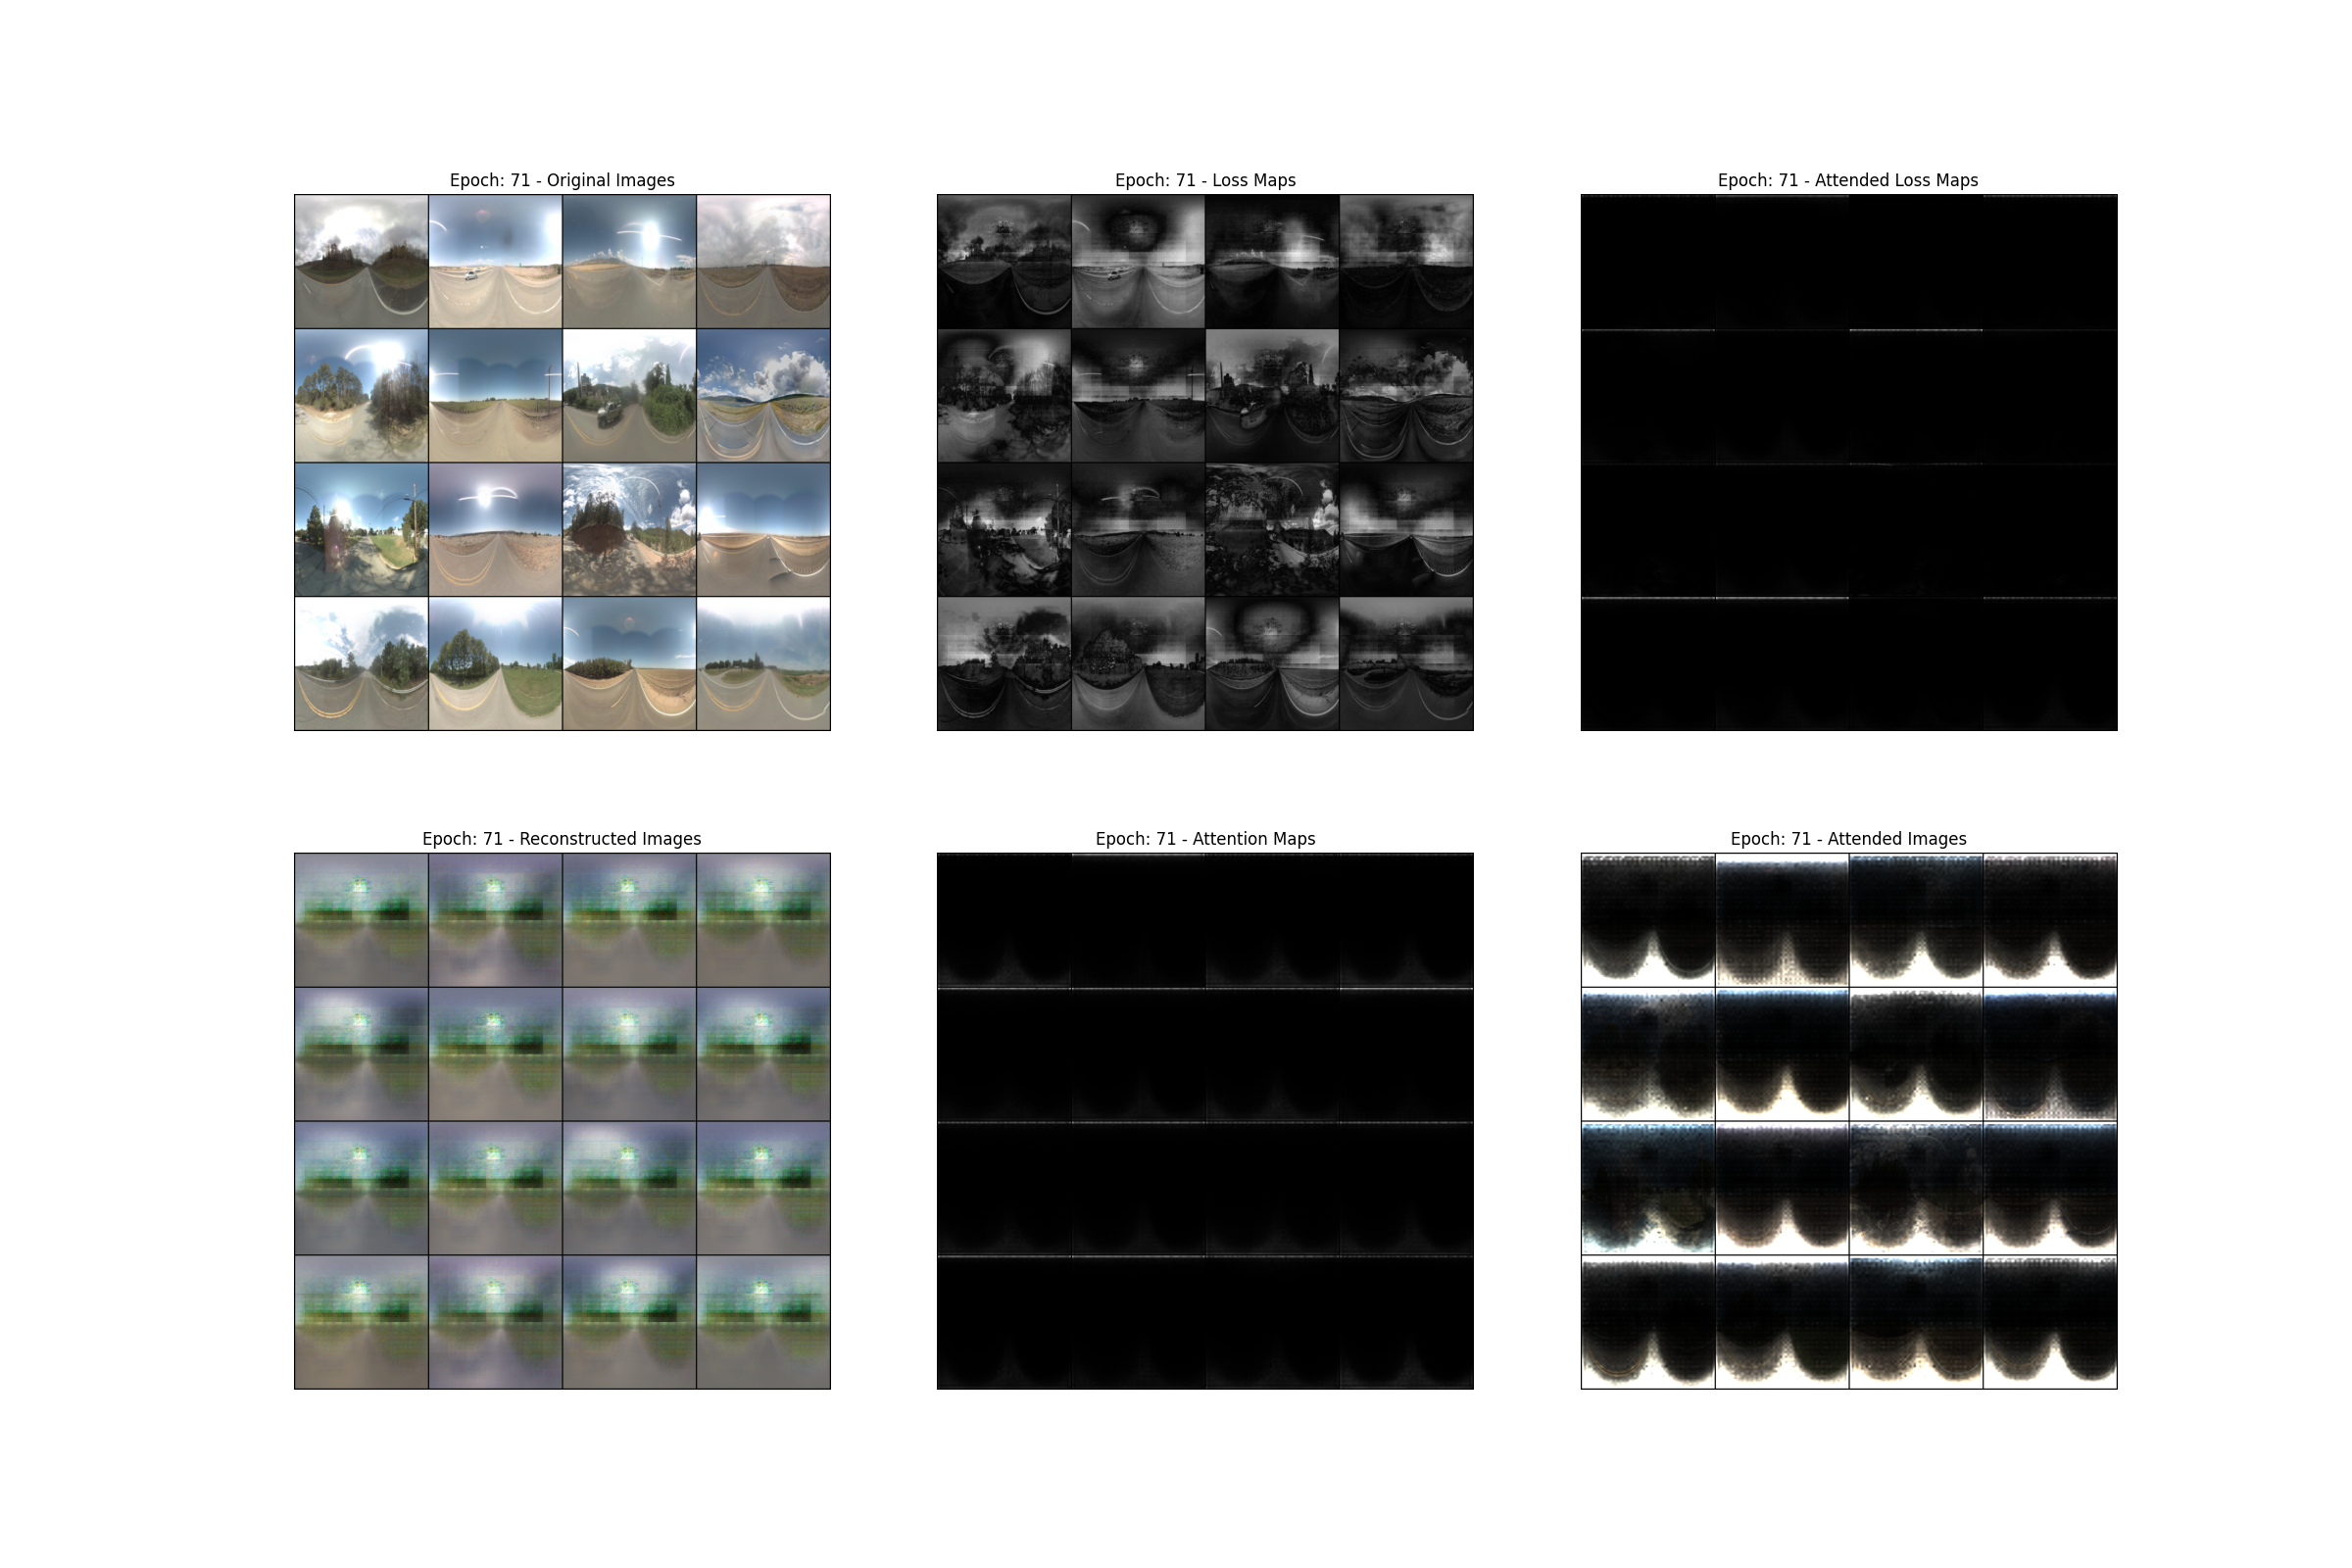 Epoch: 71 - Original Images
Epoch: 71 - Loss Maps
Epoch: 71 - Attended Loss Maps
Epoch: 71 - Reconstructed Images
Epoch: 71 - Attention Maps
Epoch: 71 - Attended Images